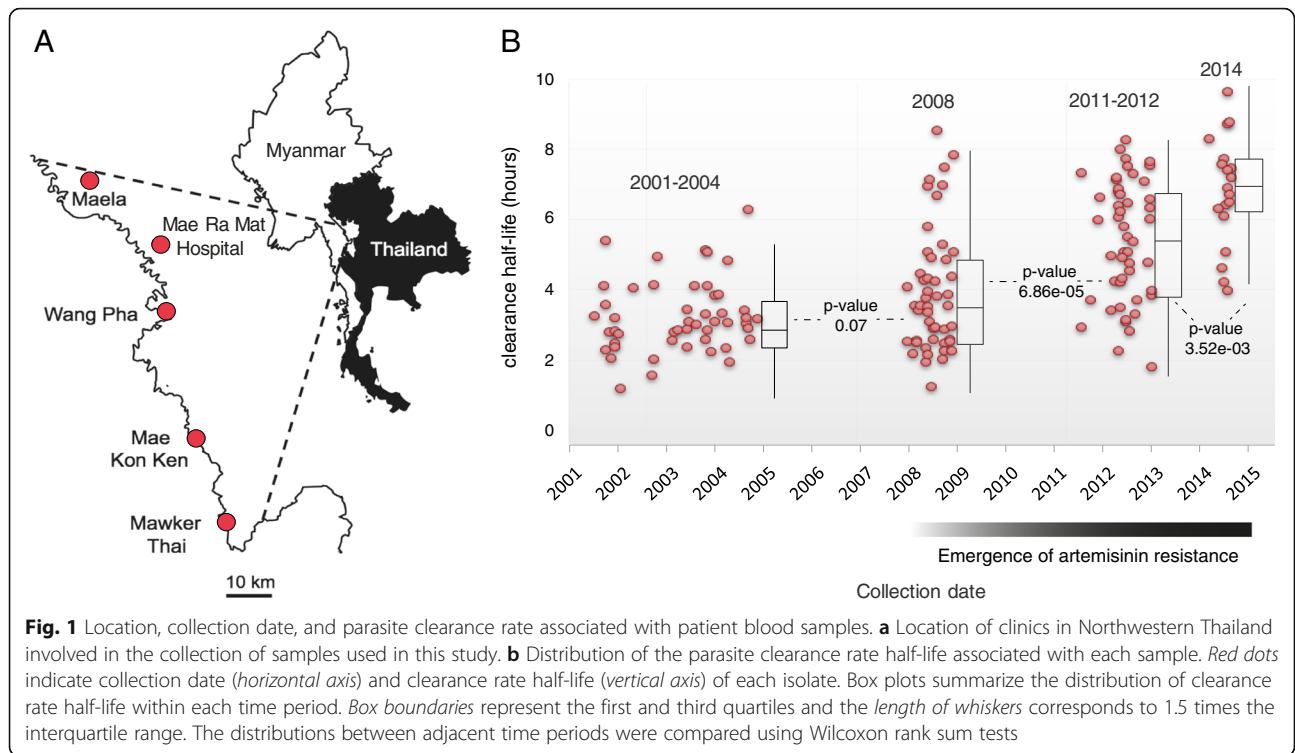 A
Myanmar
Maela
Mae Ra Mat
Hospital
Thailand
Wang Pha
Mae
Kon Ken
Mawker
Thai
10 km
B
clearance half-life (hours)
10
8
6
4
2
0
2001-2004
2008
2011-2012
2014
p-value
0.07
p-value
6.86e-05
p-value
3.52e-03
2001
2002
2003
2004
2005
2006
2007
2008
2009
2010
2011
2012
2013
2014
2015
Emergence of artemisinin resistance
Collection date
Fig. 1 Location, collection date, and parasite clearance rate associated with patient blood samples. a Location of clinics in Northwestern Thailand
involved in the collection of samples used in this study. b Distribution of the parasite clearance rate half-life associated with each sample. Red dots
indicate collection date (horizontal axis) and clearance rate half-life (vertical axis) of each isolate. Box plots summarize the distribution of clearance
rate half-life within each time period. Box boundaries represent the first and third quartiles and the length of whiskers corresponds to 1.5 times the
interquartile range. The distributions between adjacent time periods were compared using Wilcoxon rank sum tests